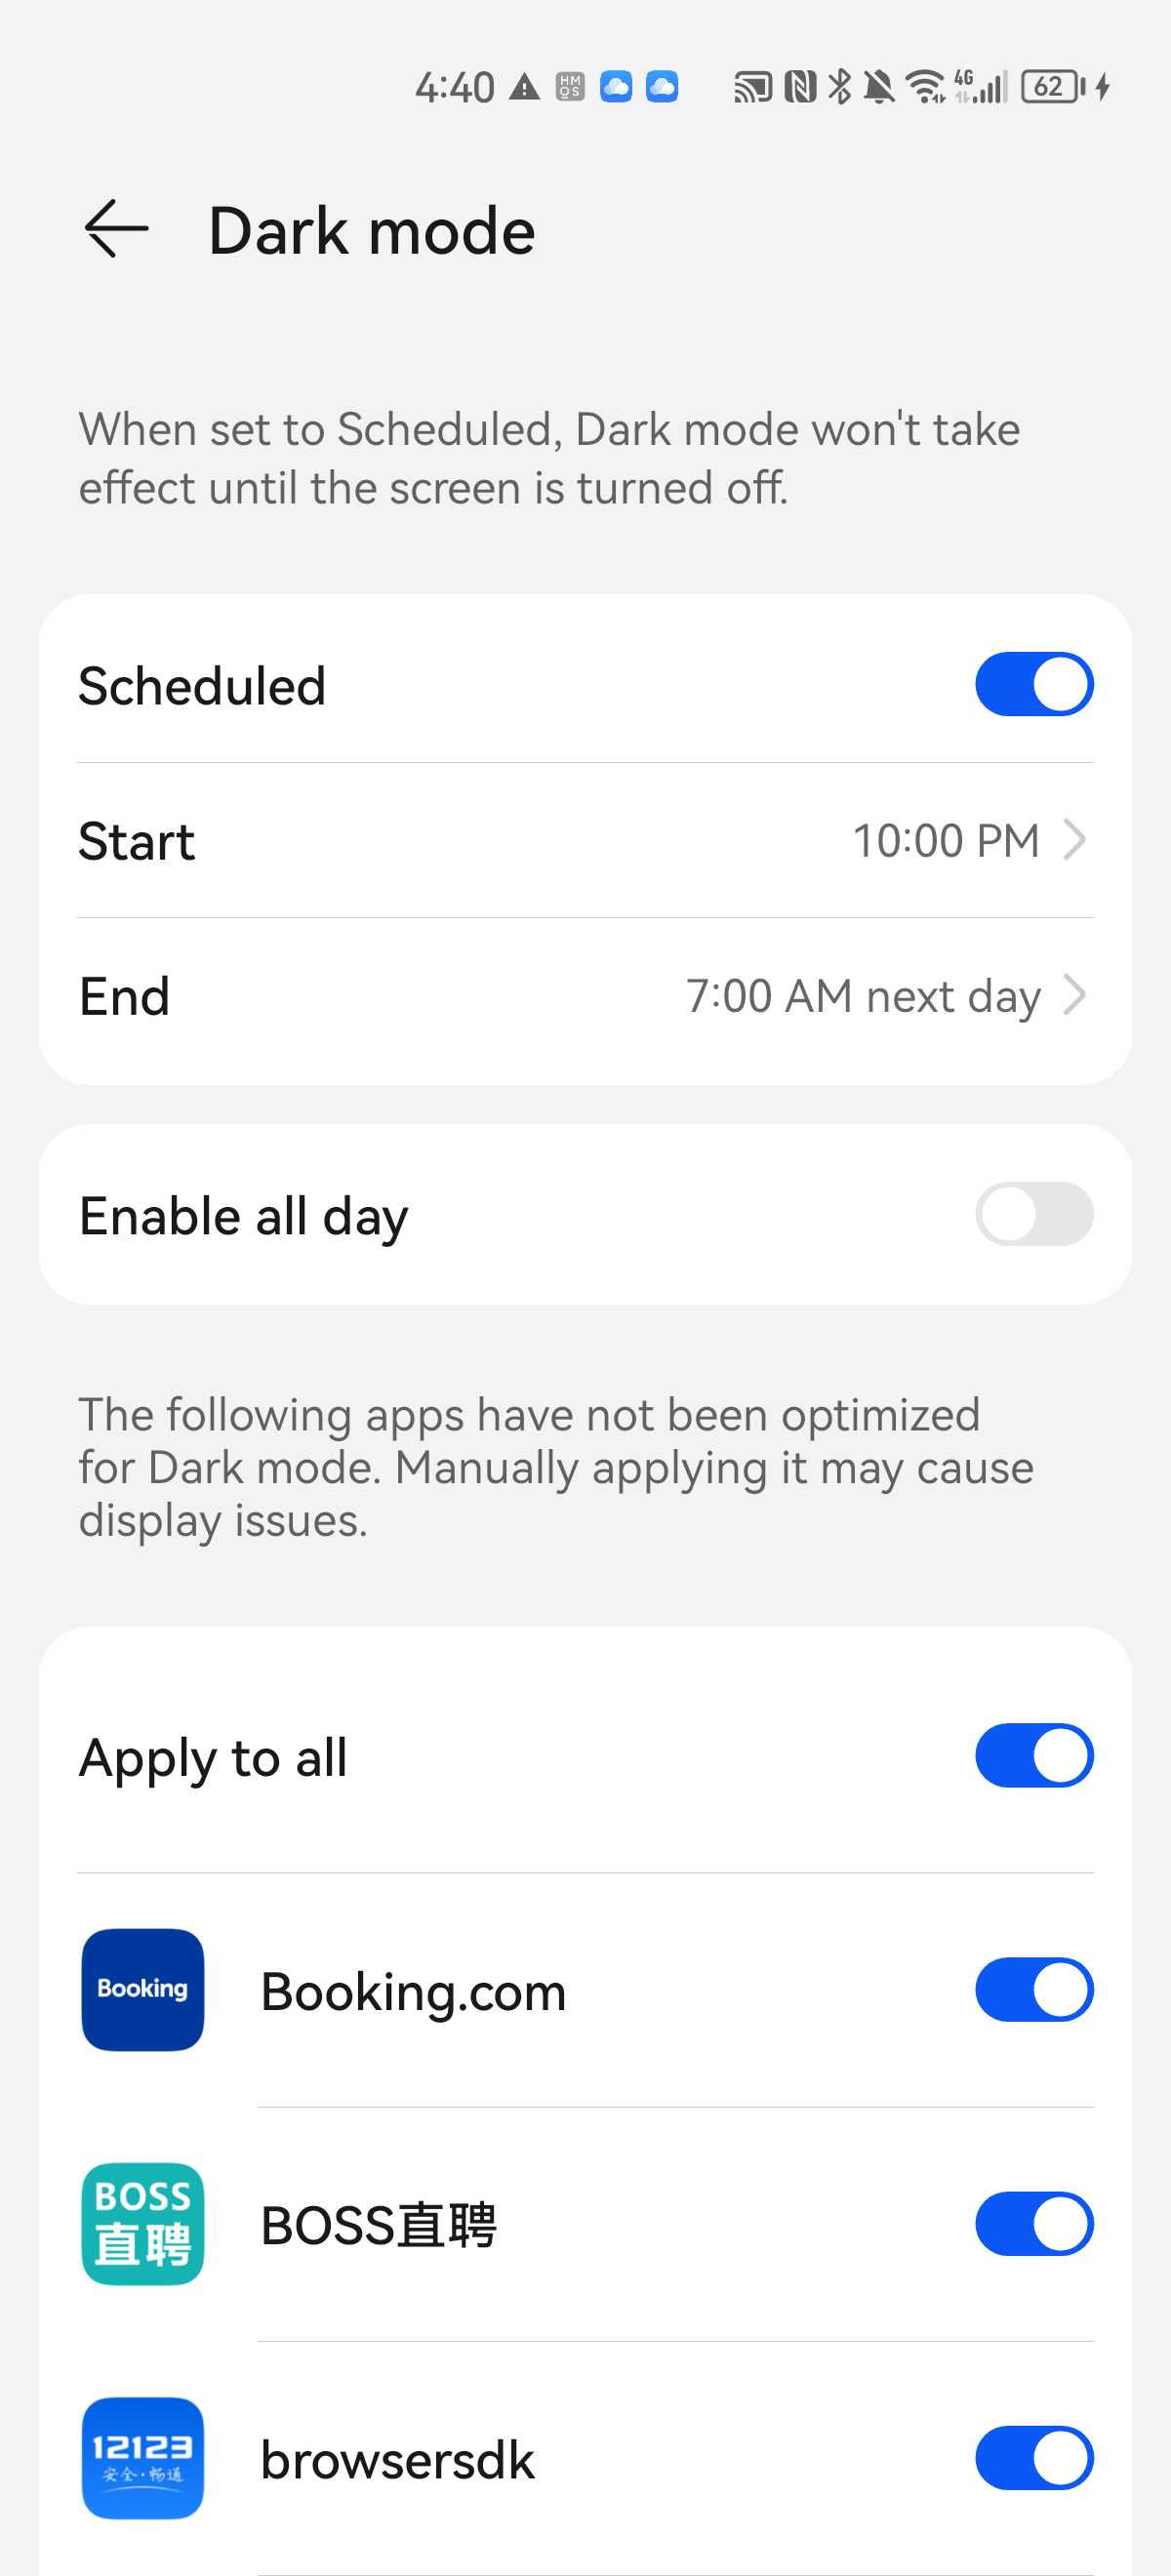 4:40 HM OS 4G 62
Dark mode
When set to Scheduled, Dark mode won't take
effect until the screen is turned off.
Scheduled
Start 10:00 PM
End 7:00 AM next day
Enable all day
The following apps have not been optimized
for Dark mode. Manually applying it may cause
display issues.
Apply to all
Booking
Booking.com
BOSS
直聘
BOSS直聘
12123
安全·畅通
browsersdk